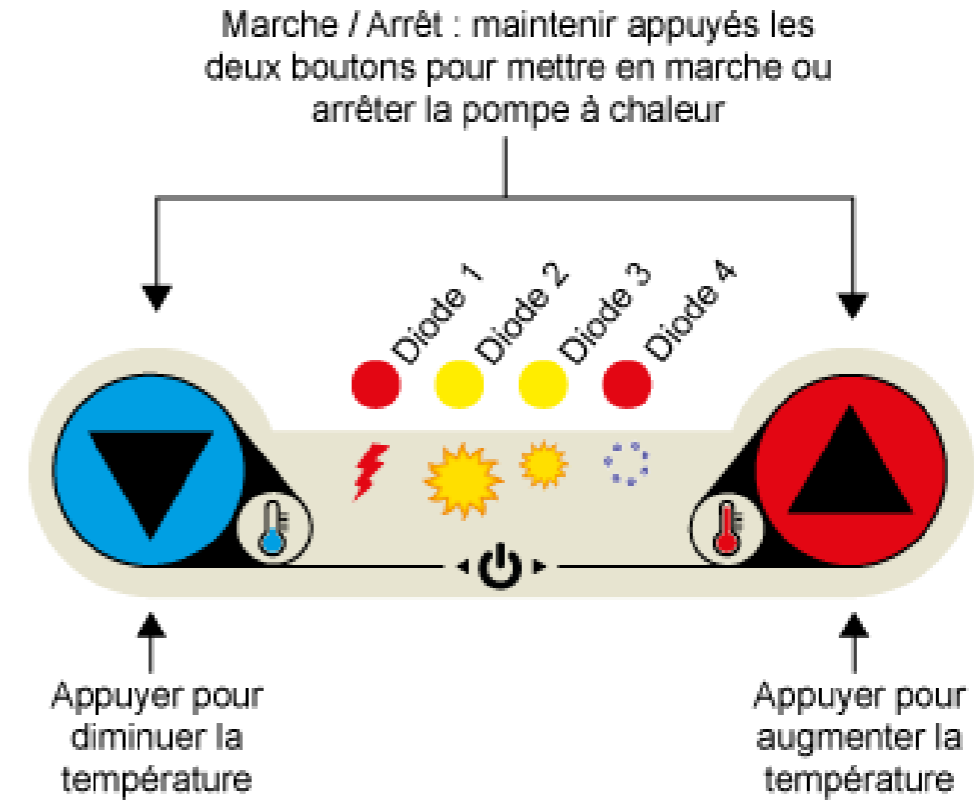 Marche / Arrêt : maintenir appuyés les
deux boutons pour mettre en marche ou
arrêter la pompe à chaleur
Diode 1
Diode 2
Diode 3
Diode 4
Appuyer pour
diminuer la
température
Appuyer pour
augmenter la
température